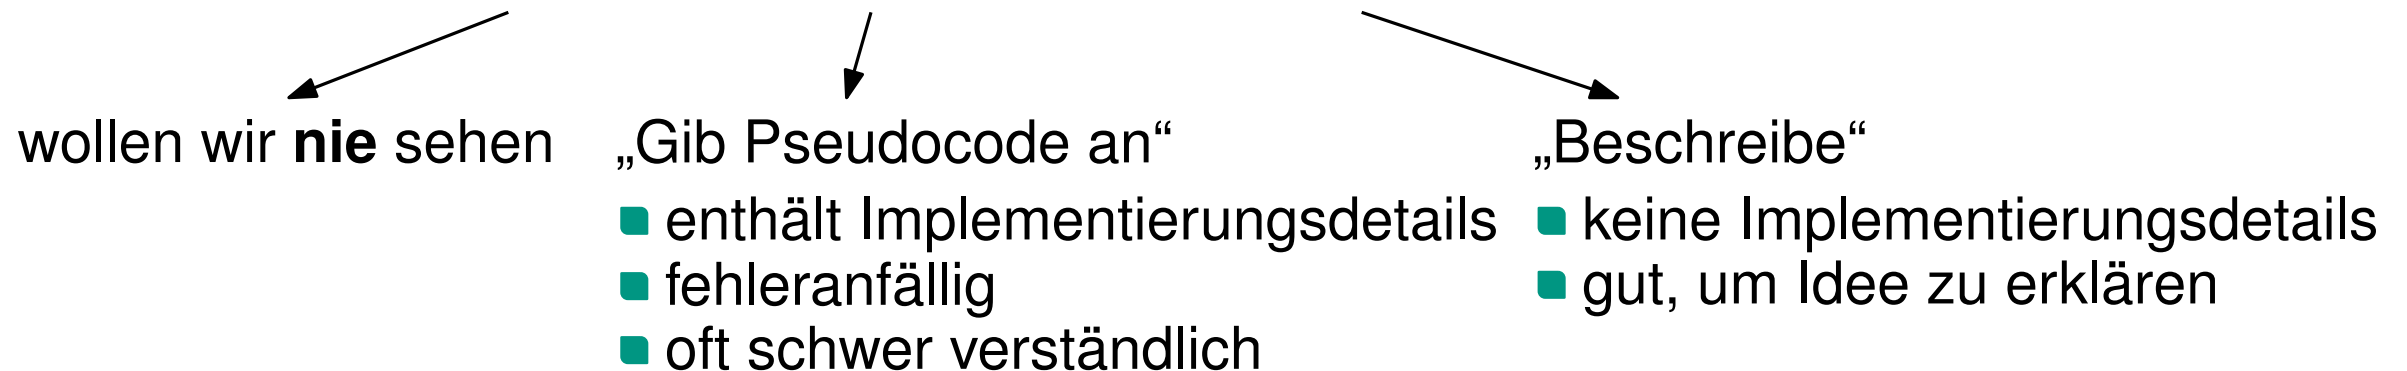 wollen wir nie sehen
„Gib Pseudocode an“
enthält Implementierungsdetails
fehleranfällig
oft schwer verständlich
„Beschreibe“
keine Implementierungsdetails
gut, um Idee zu erklären